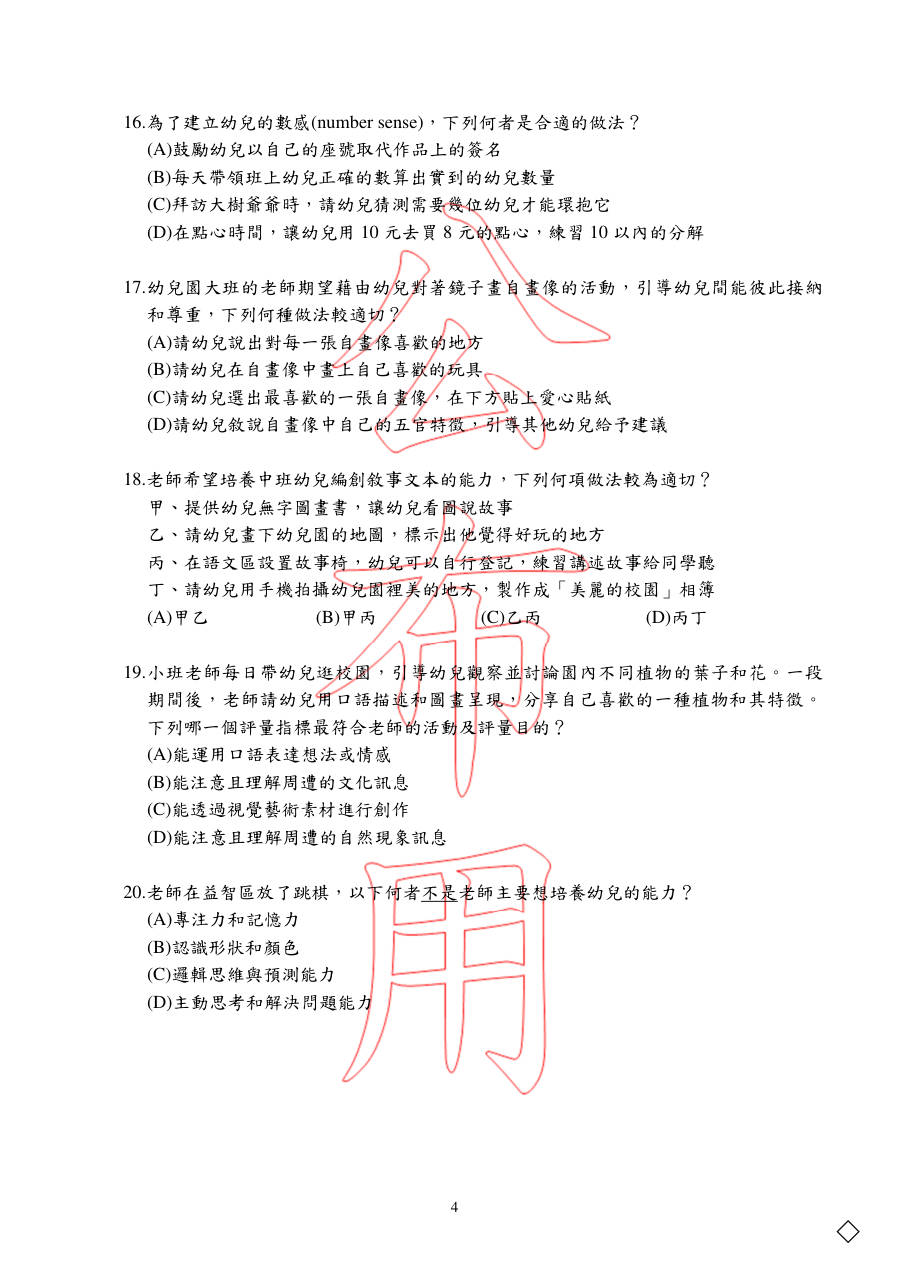 16.為了建立幼兒的數感(number sense)，下列何者是合適的做法？
(A)鼓勵幼兒以自己的座號取代作品上的簽名
(B)每天帶領班上幼兒正確的數算出實到的幼兒數量
(C)拜訪大樹爺爺時，請幼兒猜測需要幾位幼兒才能環抱它
(D)在點心時間，讓幼兒用 10 元去買 8 元的點心，練習 10 以內的分解
17.幼兒園大班的老師期望藉由幼兒對著鏡子畫自畫像的活動，引導幼兒間能彼此接納
和尊重，下列何種做法較適切？
(A)請幼兒說出對每一張自畫像喜歡的地方
(B)請幼兒在自畫像中畫上自己喜歡的玩具
(C)請幼兒選出最喜歡的一張自畫像，在下方貼上愛心貼紙
(D)請幼兒敘說自畫像中自己的五官特徵，引導其他幼兒給予建議
18.老師希望培養中班幼兒編創敘事文本的能力，下列何項做法較為適切？
甲、提供幼兒無字圖畫書，讓幼兒看圖說故事
乙、請幼兒畫下幼兒園的地圖，標示出他覺得好玩的地方
丙、在語文區設置故事椅，幼兒可以自行登記，練習講述故事給同學聽
丁、請幼兒用手機拍攝幼兒園裡美的地方，製作成「美麗的校園」相簿
(A)甲乙 (B)甲丙 (C)乙丙 (D)丙丁
19.小班老師每日帶幼兒逛校園，引導幼兒觀察並討論園內不同植物的葉子和花。一段
期間後，老師請幼兒用口語描述和圖畫呈現，分享自己喜歡的一種植物和其特徵。
下列哪一個評量指標最符合老師的活動及評量目的？
(A)能運用口語表達想法或情感
(B)能注意且理解周遭的文化訊息
(C)能透過視覺藝術素材進行創作
(D)能注意且理解周遭的自然現象訊息
20.老師在益智區放了跳棋，以下何者不是老師主要想培養幼兒的能力？
(A)專注力和記憶力
(B)認識形狀和顏色
(C)邏輯思維與預測能力
(D)主動思考和解決問題能力
公布用
4